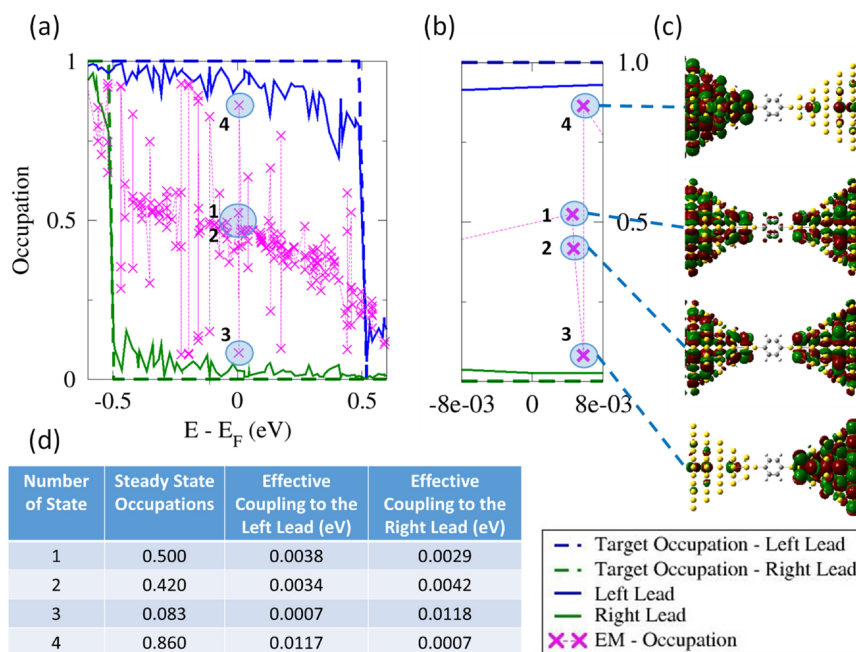 (a)
(b)
(c)
1
0.5
0
Occupation
-0.5
0
0.5
E - E_F (eV)
4
1
2
3
1.0
0.5
0
4
1
2
3
-8e-03
0
8e-03
(d)
Number of State
Steady State Occupations
Effective Coupling to the Left Lead (eV)
Effective Coupling to the Right Lead (eV)
1 0.500 0.0038 0.0029
2 0.420 0.0034 0.0042
3 0.083 0.0007 0.0118
4 0.860 0.0117 0.0007
Target Occupation - Left Lead
Target Occupation - Right Lead
Left Lead
Right Lead
EM - Occupation